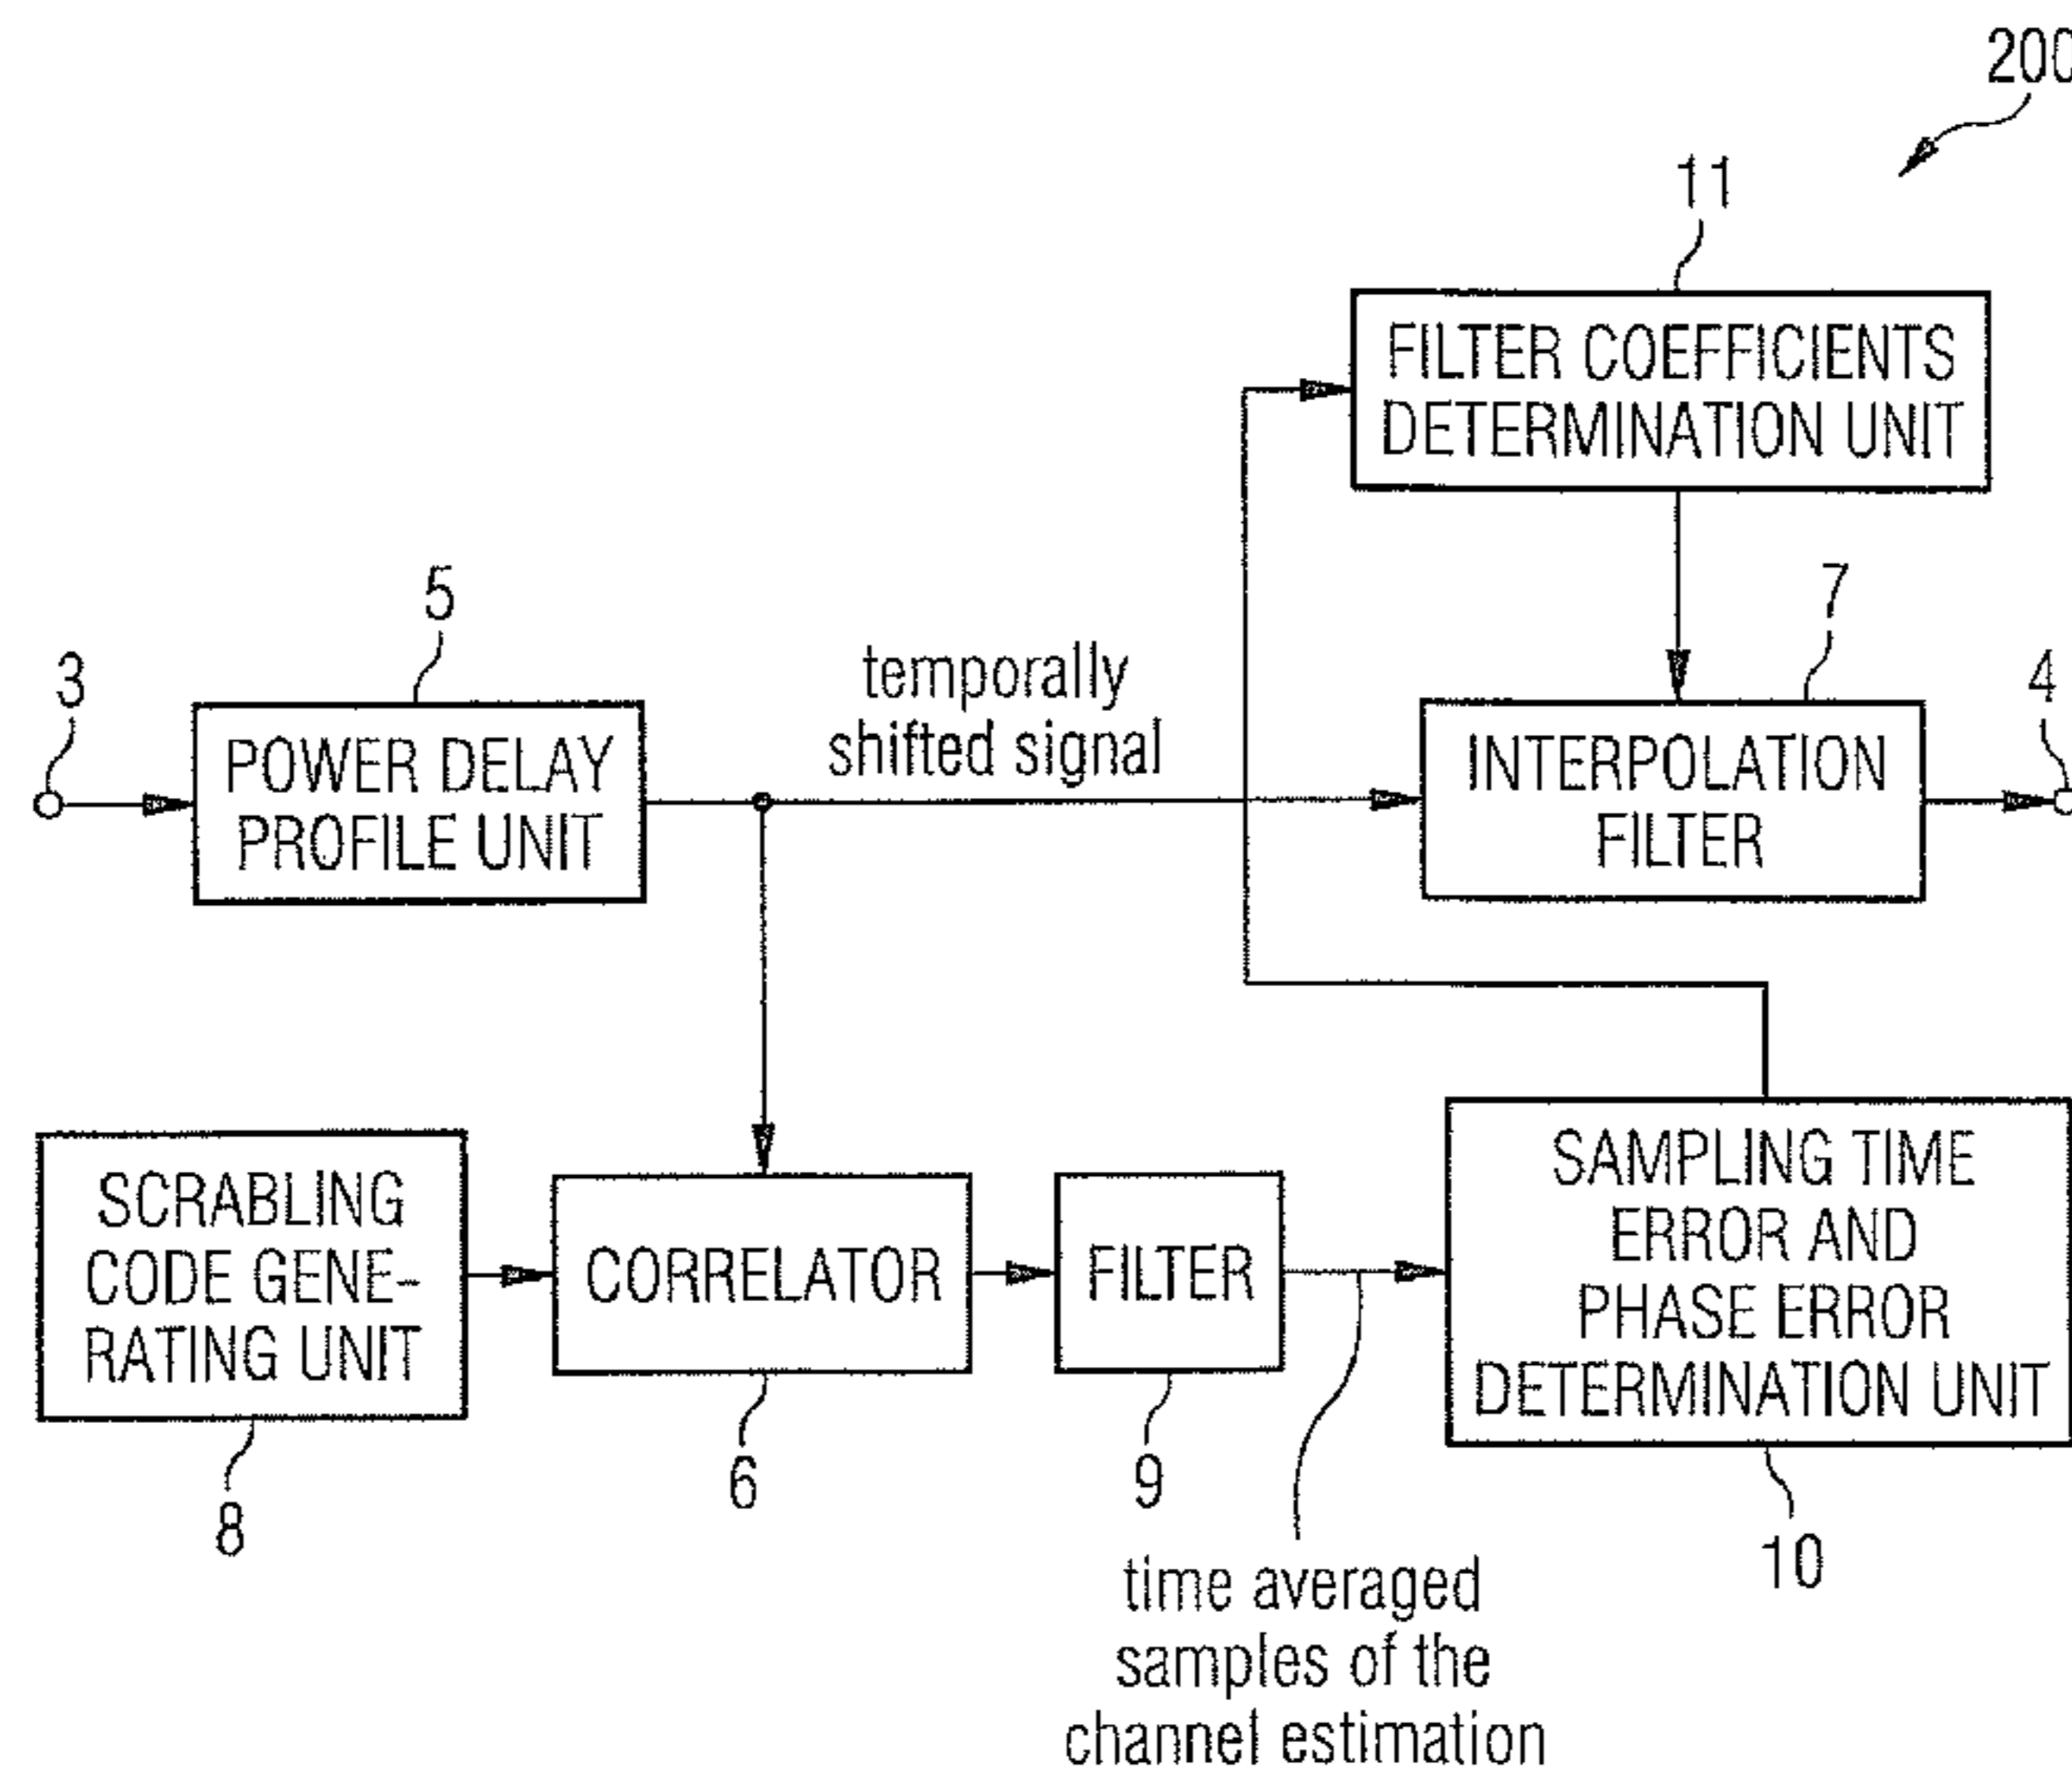 200
11
FILTER COEFFICIENTS
DETERMINATION UNIT
5
7
3
temporally
shifted signal
4
POWER DELAY
PROFILE UNIT
INTERPOLATION
FILTER
SCRABLING
CODE GENE-
RATING UNIT
CORRELATOR
FILTER
SAMPLING TIME
ERROR AND
PHASE ERROR
DETERMINATION UNIT
8
6
9
10
time averaged
samples of the
channel estimation